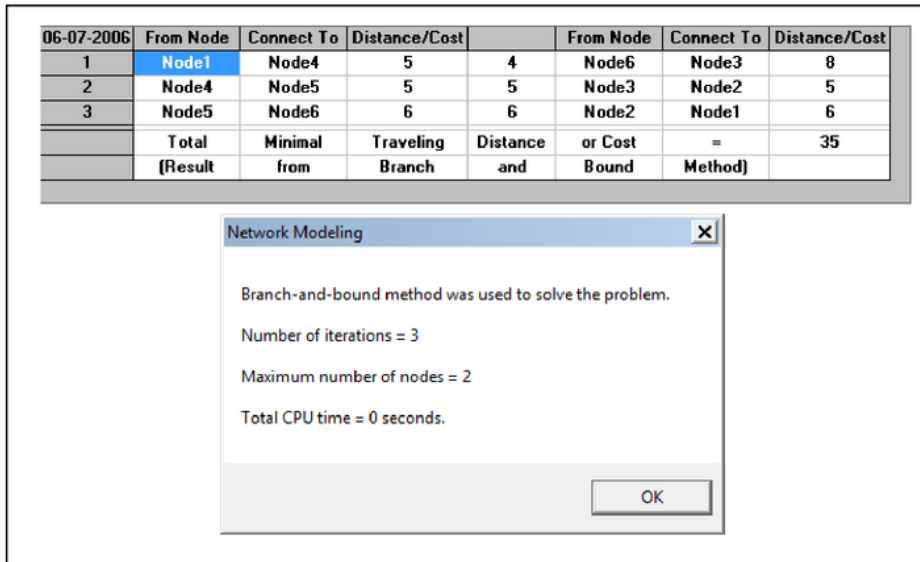 06-07-2006 From Node Connect To Distance/Cost From Node Connect To Distance/Cost
1 Node1 Node4 5 4 Node6 Node3 8
2 Node4 Node5 5 5 Node3 Node2 5
3 Node5 Node6 6 6 Node2 Node1 6
Total Minimal Traveling Distance or Cost = 35
(Result from Branch and Bound Method)
Network Modeling
Branch-and-bound method was used to solve the problem.
Number of iterations = 3
Maximum number of nodes = 2
Total CPU time = 0 seconds.
OK